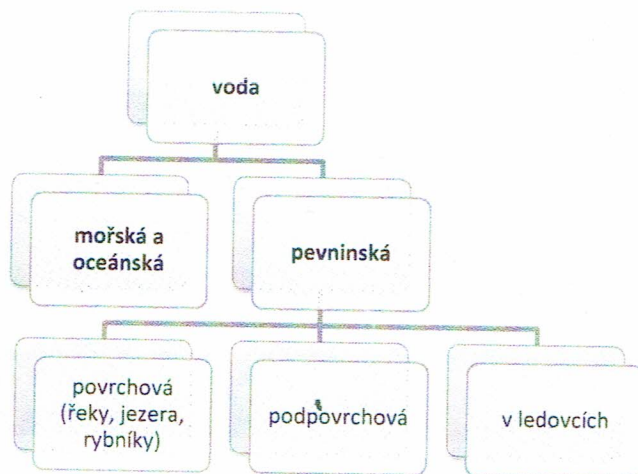 voda
mořská a
oceánská
pevninská
povrchová
(řeky, jezera,
rybníky)
podpovrchová
v ledovcích